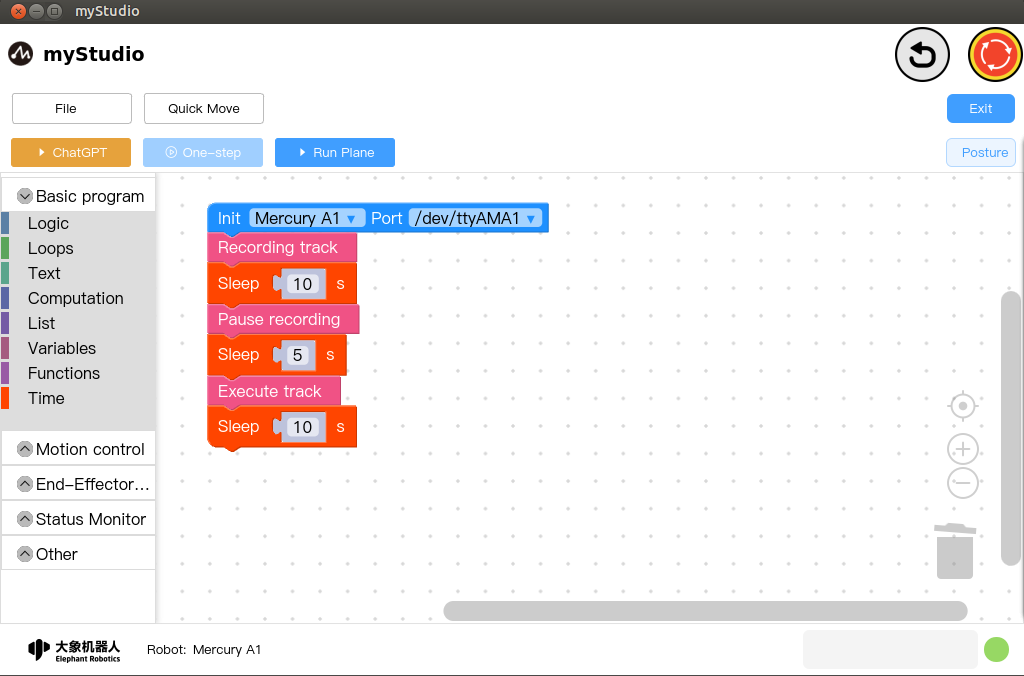 myStudio
myStudio
File
Quick Move
Exit
ChatGPT
One-step
Run Plane
Posture
Basic program
Logic
Loops
Text
Computation
List
Variables
Functions
Time
Motion control
End-Effector...
Status Monitor
Other
Init Mercury A1 ▼ Port /dev/ttyAMA1 ▼
Recording track
Sleep 10 s
Pause recording
Sleep 5 s
Execute track
Sleep 10 s
大象机器人
Elephant Robotics
Robot: Mercury A1